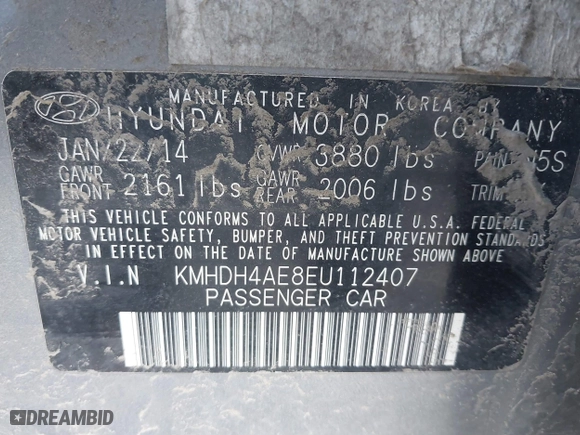 MANUFACTURED IN KOREA BY
HYUNDAI MOTOR COMPANY
JAN/22/14 GVWR 3880 lbs
GAWR FRONT 2161 lbs GAWR REAR 2006 lbs TRIM
THIS VEHICLE CONFORMS TO ALL APPLICABLE U.S.A. FEDERAL
MOTOR VEHICLE SAFETY, BUMPER, AND THEFT PREVENTION STANDARDS
IN EFFECT ON THE DATE OF MANUFACTURE SHOWN ABOVE.
V.I.N KMHDH4AE8EU112407
PASSENGER CAR
DREAMBID